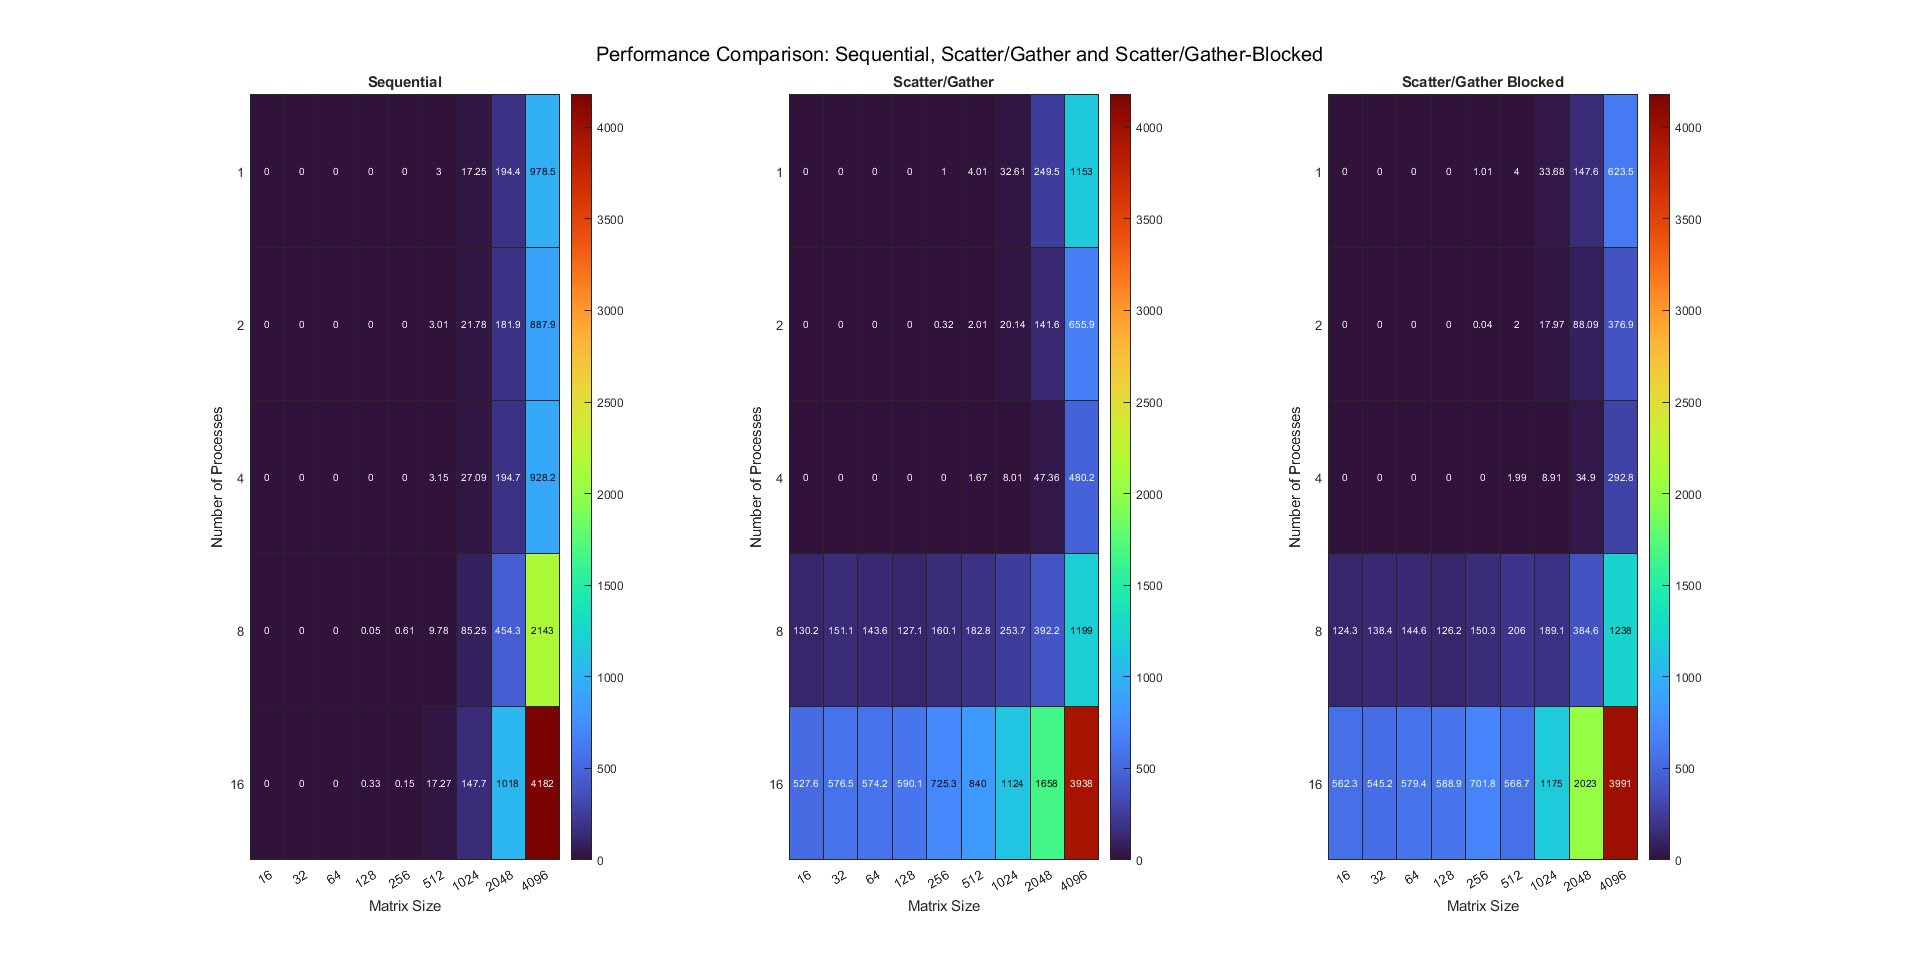 Performance Comparison: Sequential, Scatter/Gather and Scatter/Gather-Blocked
Sequential
Number of Processes
1 0 0 0 0 0 3 17.25 194.4 978.5
2 0 0 0 0 0 3.01 21.78 181.9 887.9
4 0 0 0 0 0 3.15 27.09 194.7 928.2
8 0 0 0 0.05 0.61 9.78 85.25 454.3 2143
16 0 0 0 0.33 0.15 17.27 147.7 1018 4182
16 32 64 128 256 512 1024 2048 4096
Matrix Size
4000
3500
3000
2500
2000
1500
1000
500
0
Scatter/Gather
Number of Processes
1 0 0 0 0 1 4.01 32.61 249.5 1153
2 0 0 0 0 0.32 2.01 20.14 141.6 655.9
4 0 0 0 0 0 1.67 8.01 47.36 480.2
8 130.2 151.1 143.6 127.1 160.1 182.8 253.7 392.2 1199
16 527.6 576.5 574.2 590.1 725.3 840 1124 1658 3938
16 32 64 128 256 512 1024 2048 4096
Matrix Size
4000
3500
3000
2500
2000
1500
1000
500
0
Scatter/Gather Blocked
Number of Processes
1 0 0 0 0 1.01 4 33.68 147.6 623.5
2 0 0 0 0 0.04 2 17.97 88.09 376.9
4 0 0 0 0 0 1.99 8.91 34.9 292.8
8 124.3 138.4 144.6 126.2 150.3 206 189.1 384.6 1238
16 562.3 545.2 579.4 588.9 701.8 568.7 1175 2023 3991
16 32 64 128 256 512 1024 2048 4096
Matrix Size
4000
3500
3000
2500
2000
1500
1000
500
0